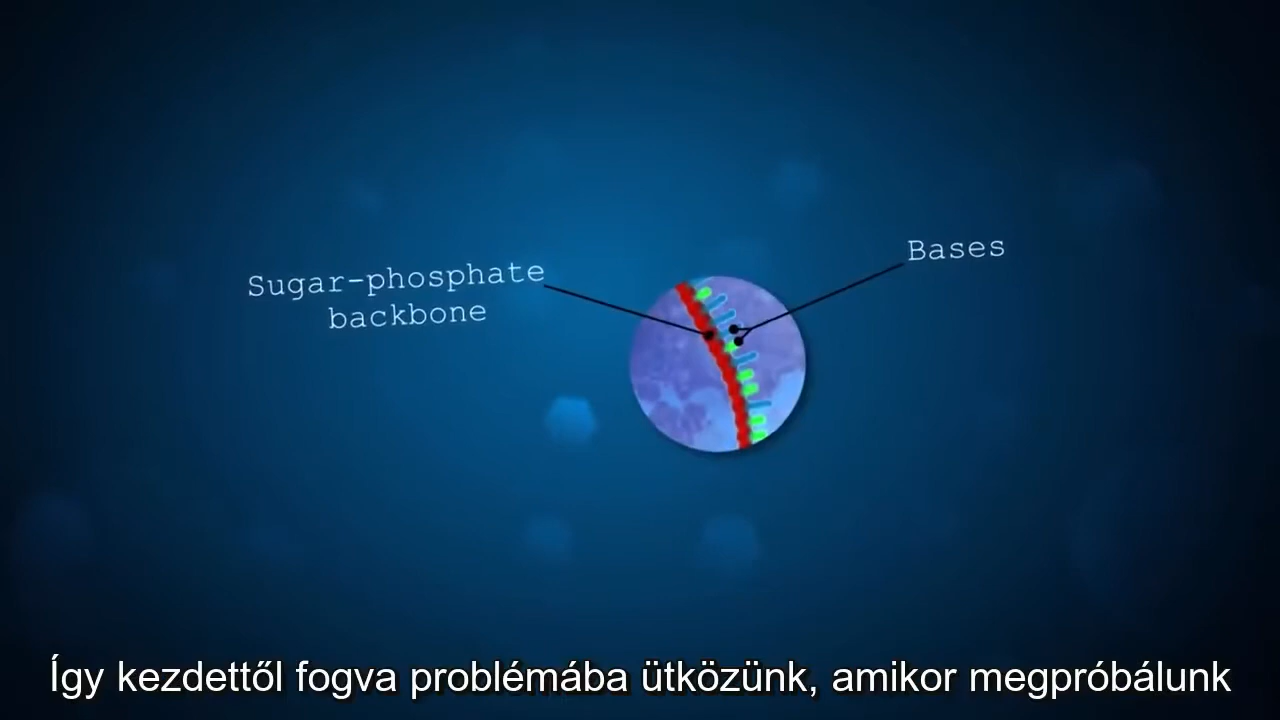 Sugar-phosphate
backbone
Bases
Így kezdettől fogva problémába ütközünk, amikor megpróbálunk